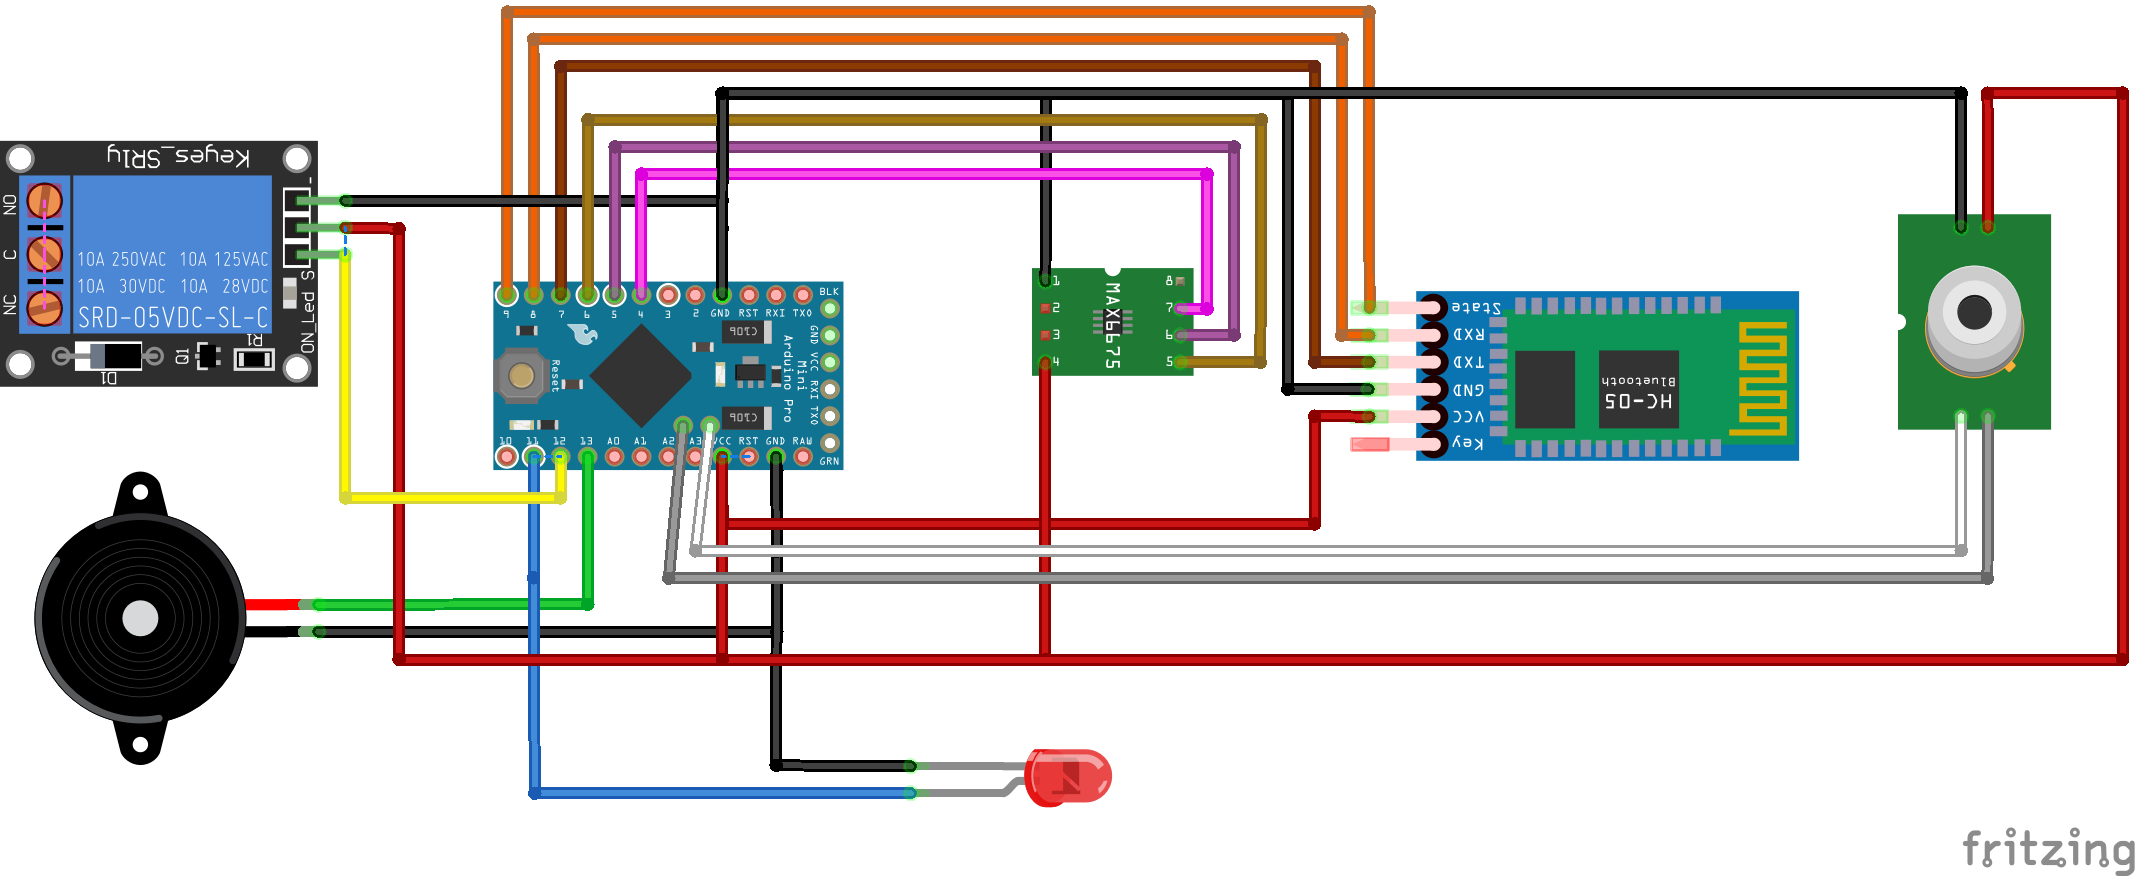 Keyes_SR1y
NO
C
NC
-
S
10A 250VAC 10A 125VAC
10A 30VDC 10A 28VDC
SRD-05VDC-SL-C
ON_Led
D1
Q1
R1
9 8 7 6 5 4 3 2 GND RST RXI TXO
BLK
GND
VCC
RXI
TXO
GRN
C106
Reset
Arduino Pro
Mini
C106
10 11 12 13 A0 A1 A2 A3 VCC RST GND RAW
1
2
3
4
MAX6675
8
7
6
5
State
RXD
TXD
GND
VCC
Key
Bluetooth
HC-05
fritzing